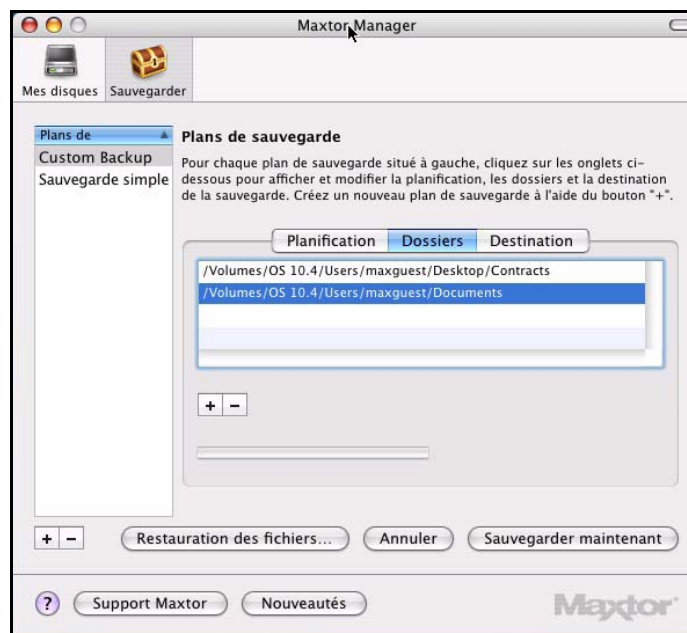 Maxtor Manager
Mes disques
Sauvegarder
Plans de
Custom Backup
Sauvegarde simple
Plans de sauvegarde
Pour chaque plan de sauvegarde situé à gauche, cliquez sur les onglets ci-
dessous pour afficher et modifier la planification, les dossiers et la destination
de la sauvegarde. Créez un nouveau plan de sauvegarde à l'aide du bouton "+".
Planification Dossiers Destination
/Volumes/OS 10.4/Users/maxguest/Desktop/Contracts
/Volumes/OS 10.4/Users/maxguest/Documents
+ −
+ − Restauration des fichiers... Annuler Sauvegarder maintenant
? Support Maxtor Nouveautés Maxtor